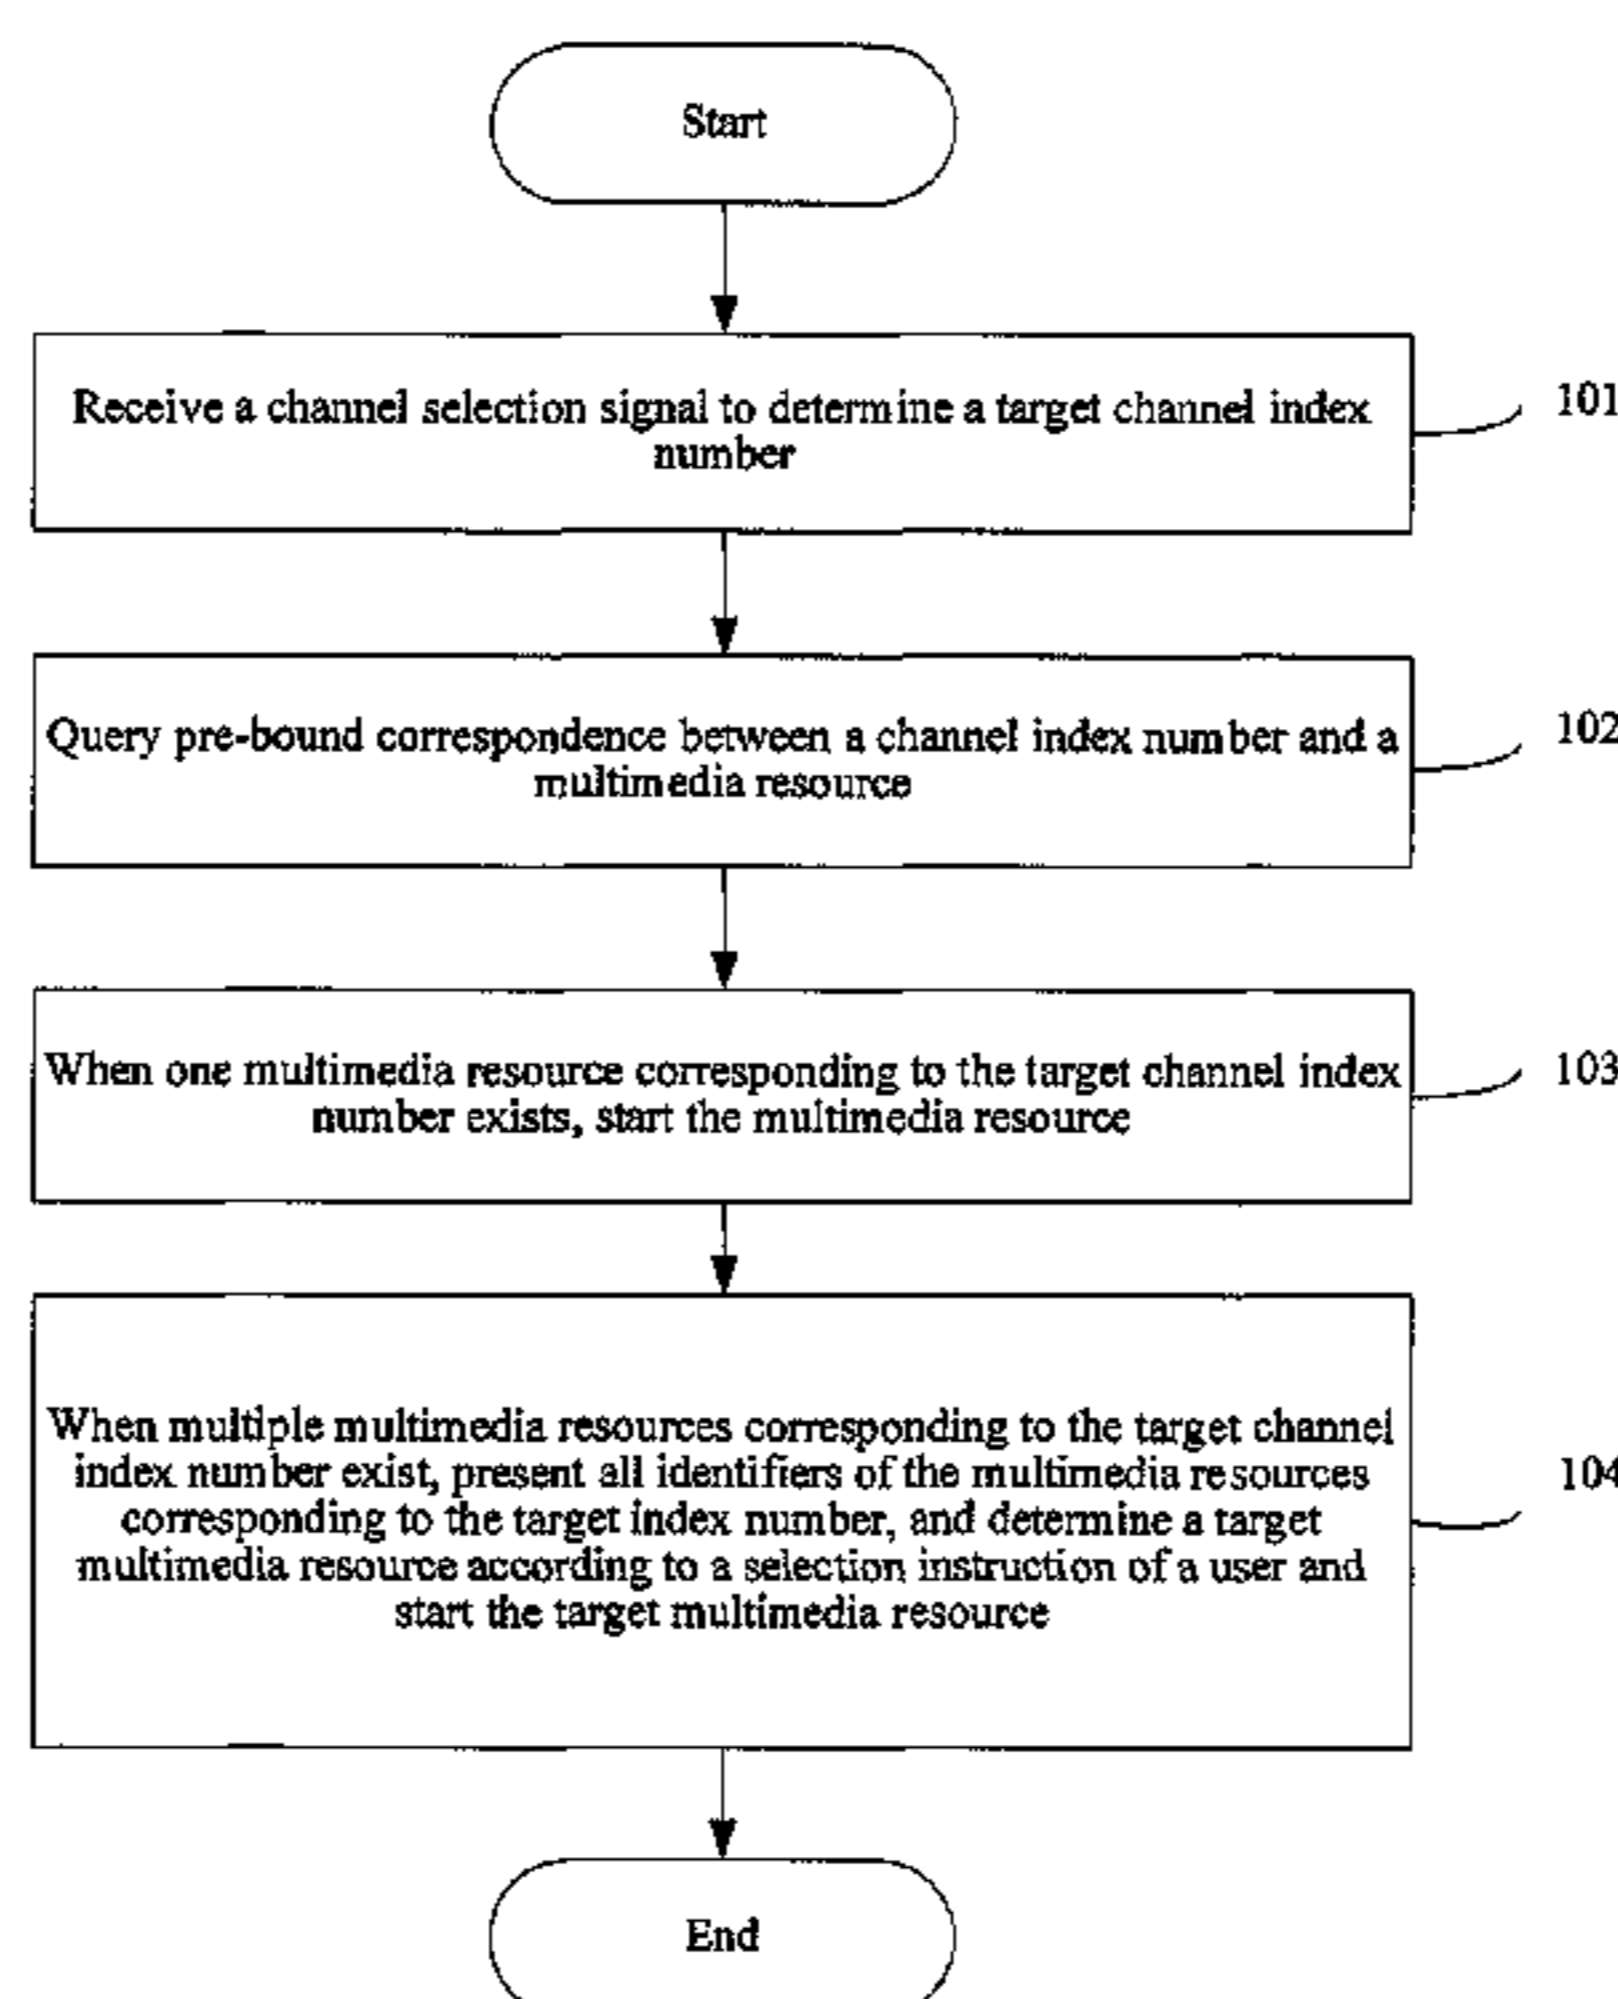 Start
Receive a channel selection signal to determine a target channel index
number
101
Query pre-bound correspondence between a channel index number and a
multimedia resource
102
When one multimedia resource corresponding to the target channel index
number exists, start the multimedia resource
103
When multiple multimedia resources corresponding to the target channel
index number exist, present all identifiers of the multimedia resources
corresponding to the target index number, and determine a target
multimedia resource according to a selection instruction of a user and
start the target multimedia resource
104
End